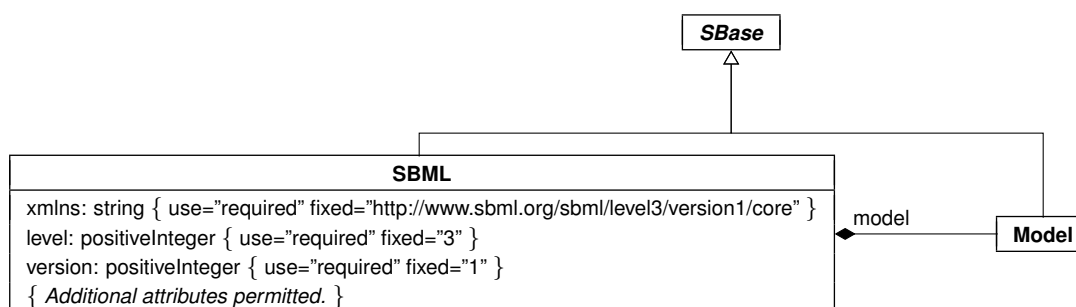 SBase
SBML
xmlns: string { use="required" fixed="http://www.sbml.org/sbml/level3/version1/core" }
level: positiveInteger { use="required" fixed="3" }
version: positiveInteger { use="required" fixed="1" }
{ Additional attributes permitted. }
model
Model